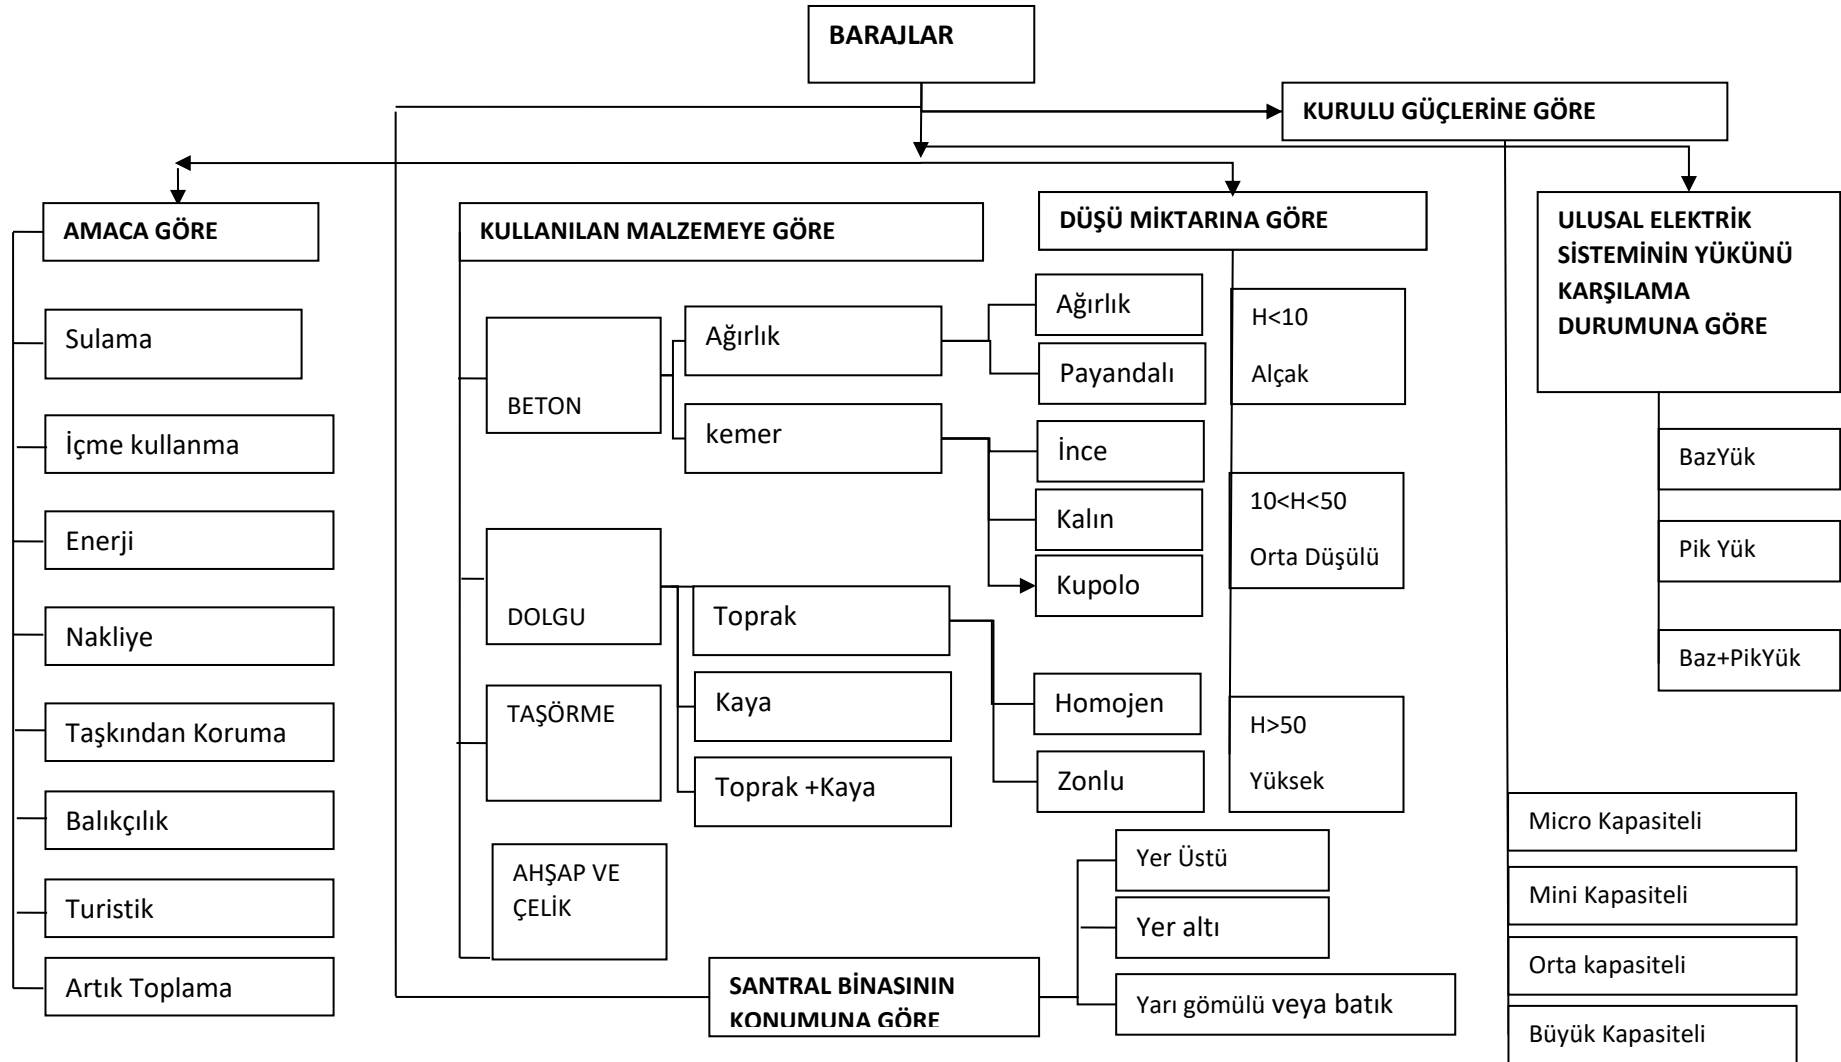 BARAJLAR
KURULU GÜÇLERİNE GÖRE
AMACA GÖRE
Sulama
İçme kullanma
Enerji
Nakliye
Taşkından Koruma
Balıkçılık
Turistik
Artık Toplama
KULLANILAN MALZEMEYE GÖRE
BETON
Ağırlık
kemer
Ağırlık
Payandalı
İnce
Kalın
Kupolo
DOLGU
Toprak
Kaya
Toprak +Kaya
Homojen
Zonlu
TAŞÖRME
AHŞAP VE
ÇELİK
DÜŞÜ MİKTARINA GÖRE
H<10
Alçak
10<H<50
Orta Düşülü
H>50
Yüksek
ULUSAL ELEKTRİK
SİSTEMİNİN YÜKÜNÜ
KARŞILAMA
DURUMUNA GÖRE
BazYük
Pik Yük
Baz+PikYük
SANTRAL BİNASININ
KONUMUNA GÖRE
Yer Üstü
Yer altı
Yarı gömülü veya batık
Micro Kapasiteli
Mini Kapasiteli
Orta kapasiteli
Büyük Kapasiteli